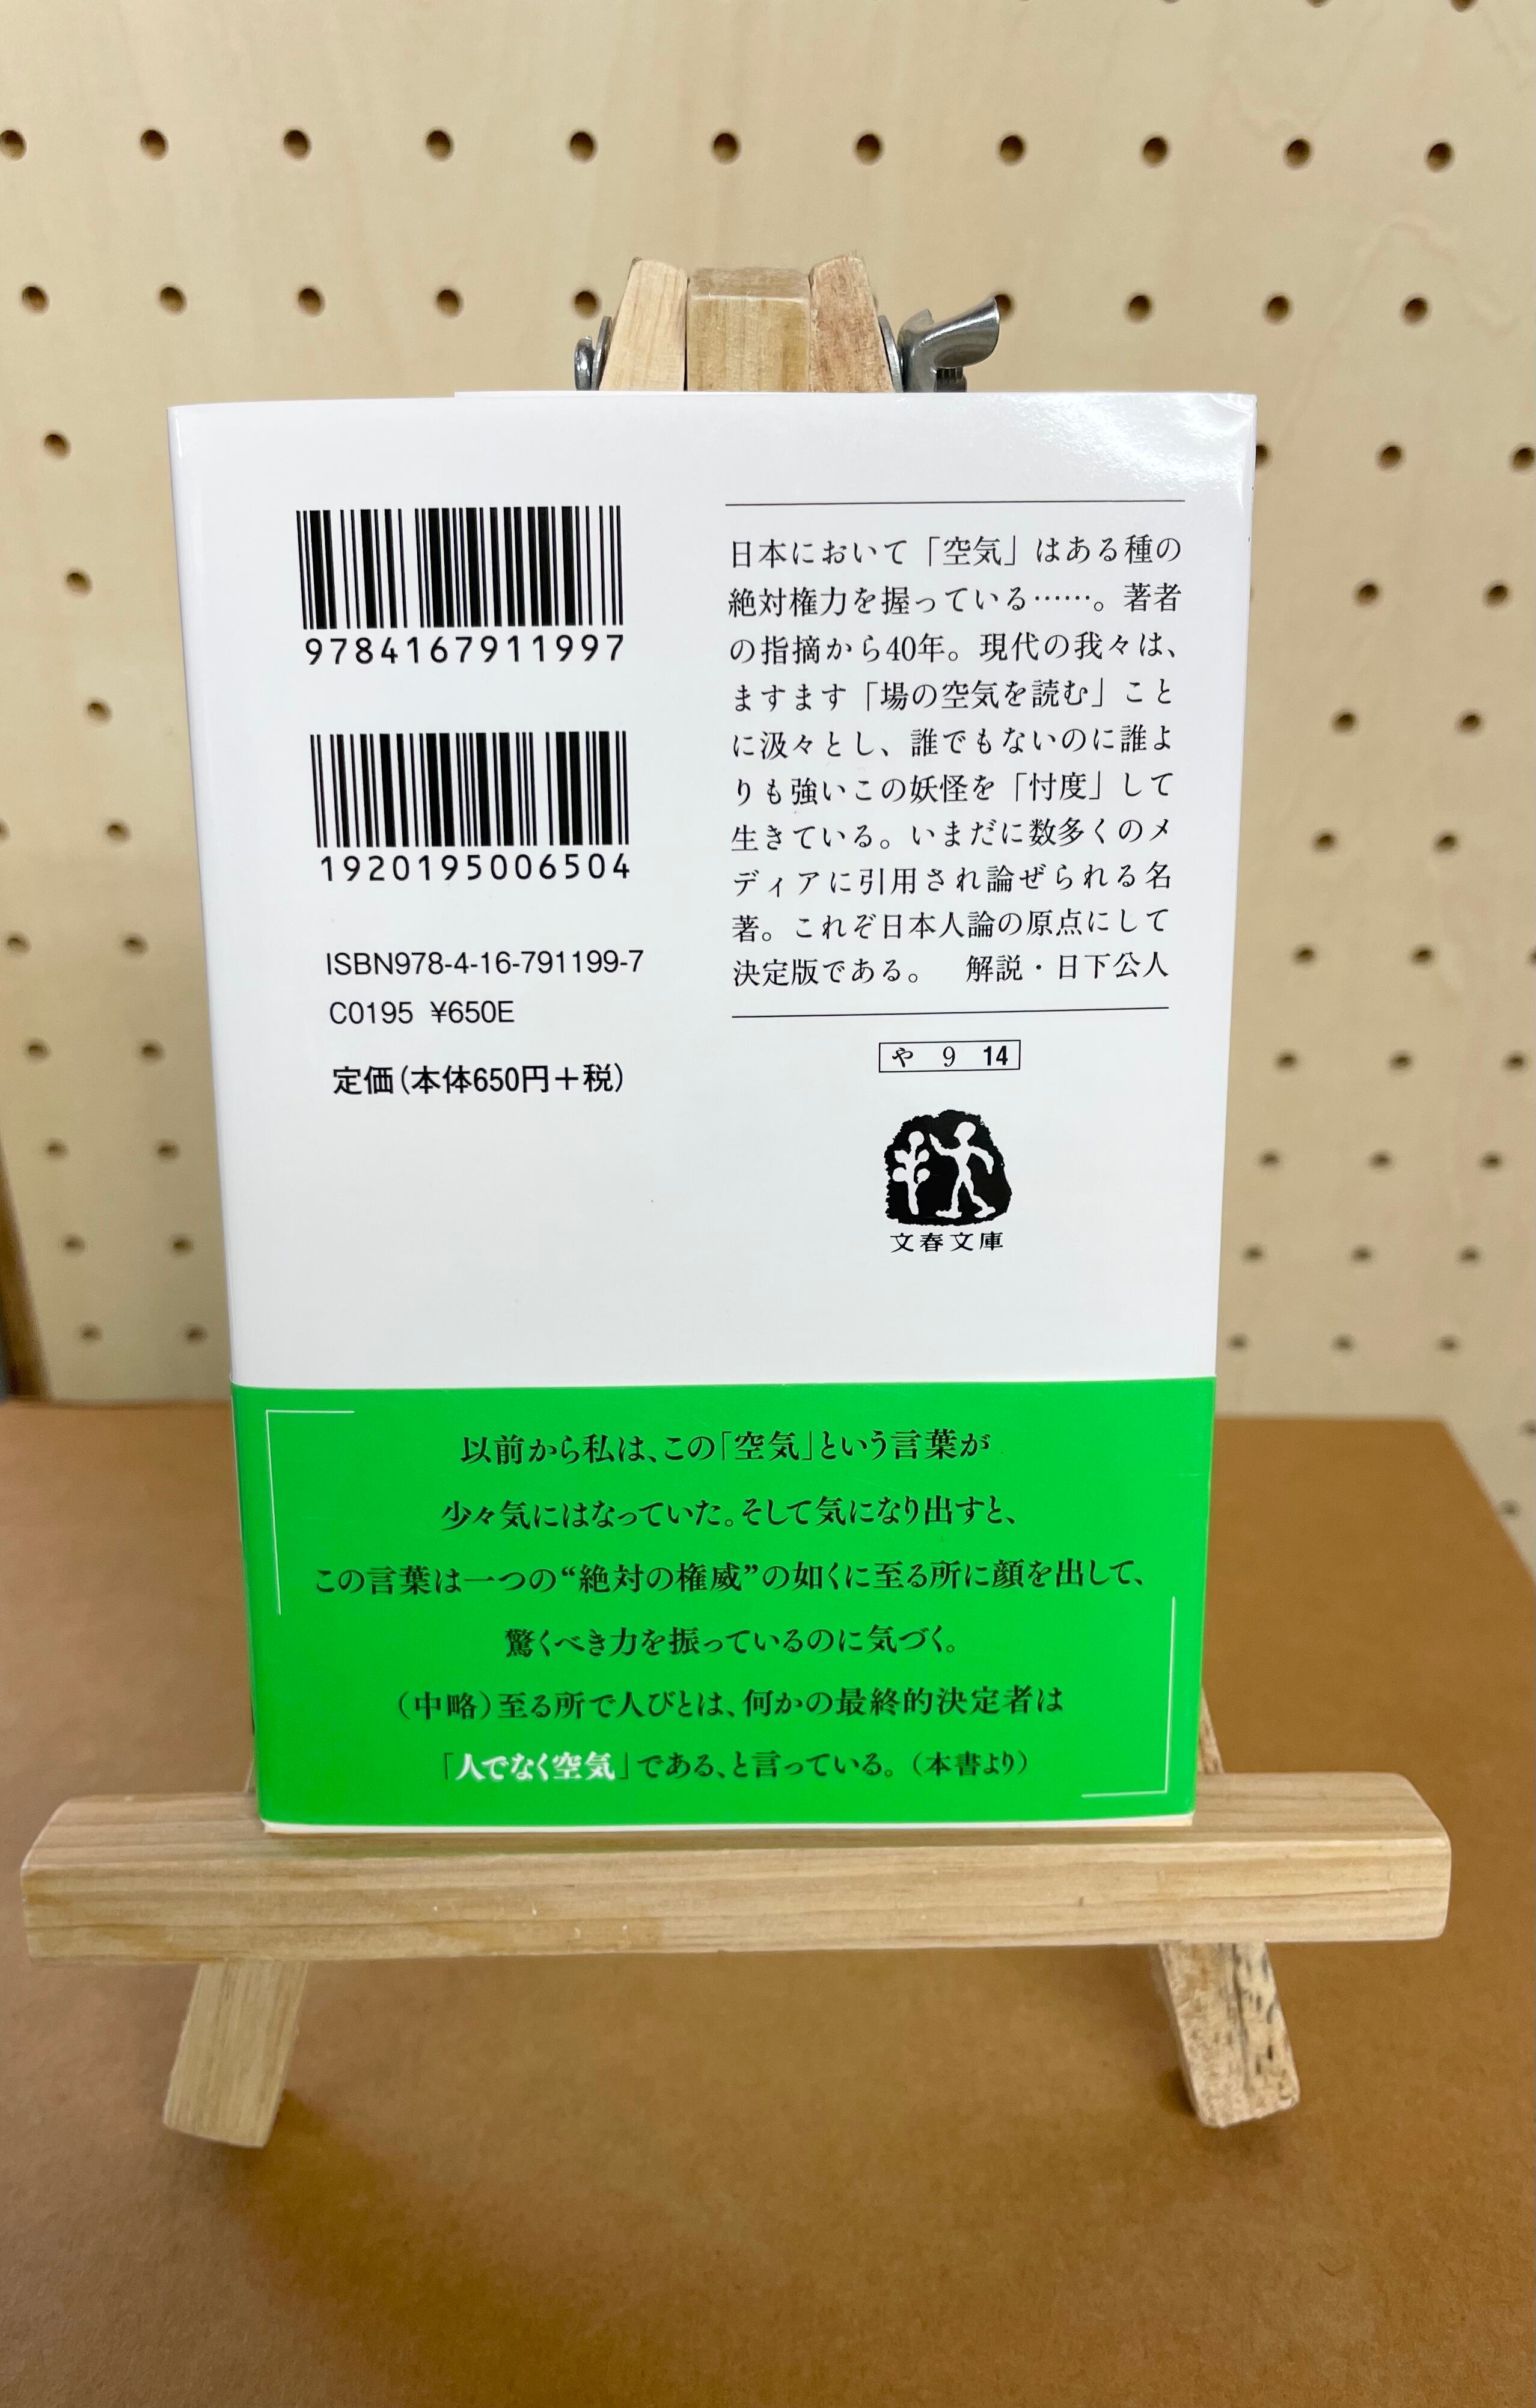 9784167911997
1920195006504
ISBN978-4-16-791199-7
C0195 ¥650E
定価(本体650円+税)
日本において「空気」はある種の
絶対権力を握っている……。著者
の指摘から40年。現代の我々は、
ますます「場の空気を読む」こと
に汲々とし、誰でもないのに誰よ
りも強いこの妖怪を「忖度」して
生きている。いまだに数多くのメ
ディアに引用され論ぜられる名
著。これぞ日本人論の原点にして
決定版である。　解説・日下公人
や 9 14
文春文庫
以前から私は、この「空気」という言葉が
少々気にはなっていた。そして気になり出すと、
この言葉は一つの“絶対の権威”の如くに至る所に顔を出して、
驚くべき力を振っているのに気づく。
(中略)至る所で人びとは、何かの最終的決定者は
「人でなく空気」である、と言っている。(本書より)